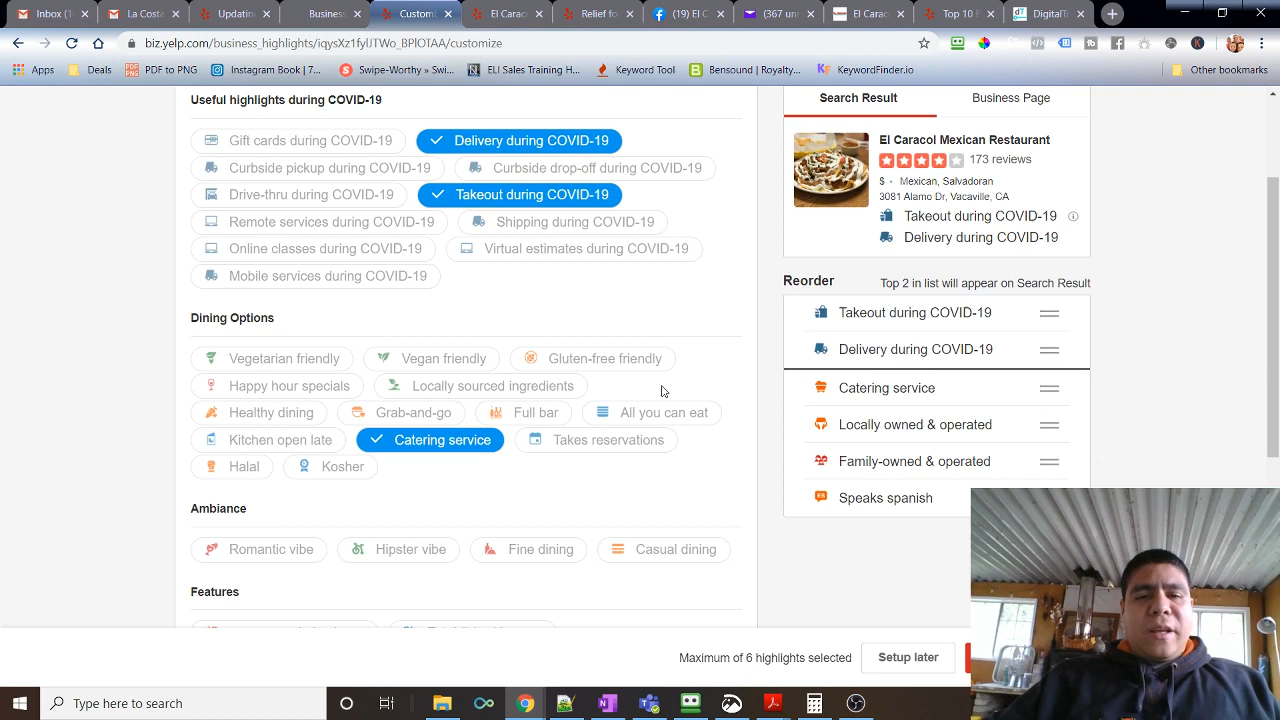 Inbox (
La Costa
Updatin
Business
Custom
El Carac
Relief fo
(19) El C
(367 un
El Carac
Top 10 E
DigitalTr
biz.yelp.com/business_highlights/iqysXz1fylJTWo_BPlOTAA/customize
Apps
Deals
PDF to PNG
Instagram Book | 7...
Swipe-Worthy » Swi...
ELI Sales Training H...
Keyword Tool
Bensound | Royalty...
KeywordFinder.io
Other bookmarks
Useful highlights during COVID-19
Gift cards during COVID-19 Delivery during COVID-19
Curbside pickup during COVID-19 Curbside drop-off during COVID-19
Drive-thru during COVID-19 Takeout during COVID-19
Remote services during COVID-19 Shipping during COVID-19
Online classes during COVID-19 Virtual estimates during COVID-19
Mobile services during COVID-19
Dining Options
Vegetarian friendly Vegan friendly Gluten-free friendly
Happy hour specials Locally sourced ingredients
Healthy dining Grab-and-go Full bar All you can eat
Kitchen open late Catering service Takes reservations
Halal Kosher
Ambiance
Romantic vibe Hipster vibe Fine dining Casual dining
Features
Search Result Business Page
El Caracol Mexican Restaurant
173 reviews
$ • Mexican, Salvadoran
3081 Alamo Dr, Vacaville, CA
Takeout during COVID-19
Delivery during COVID-19
Reorder Top 2 in list will appear on Search Result
Takeout during COVID-19
Delivery during COVID-19
Catering service
Locally owned & operated
Family-owned & operated
ES Speaks spanish
Maximum of 6 highlights selected Setup later
Type here to search